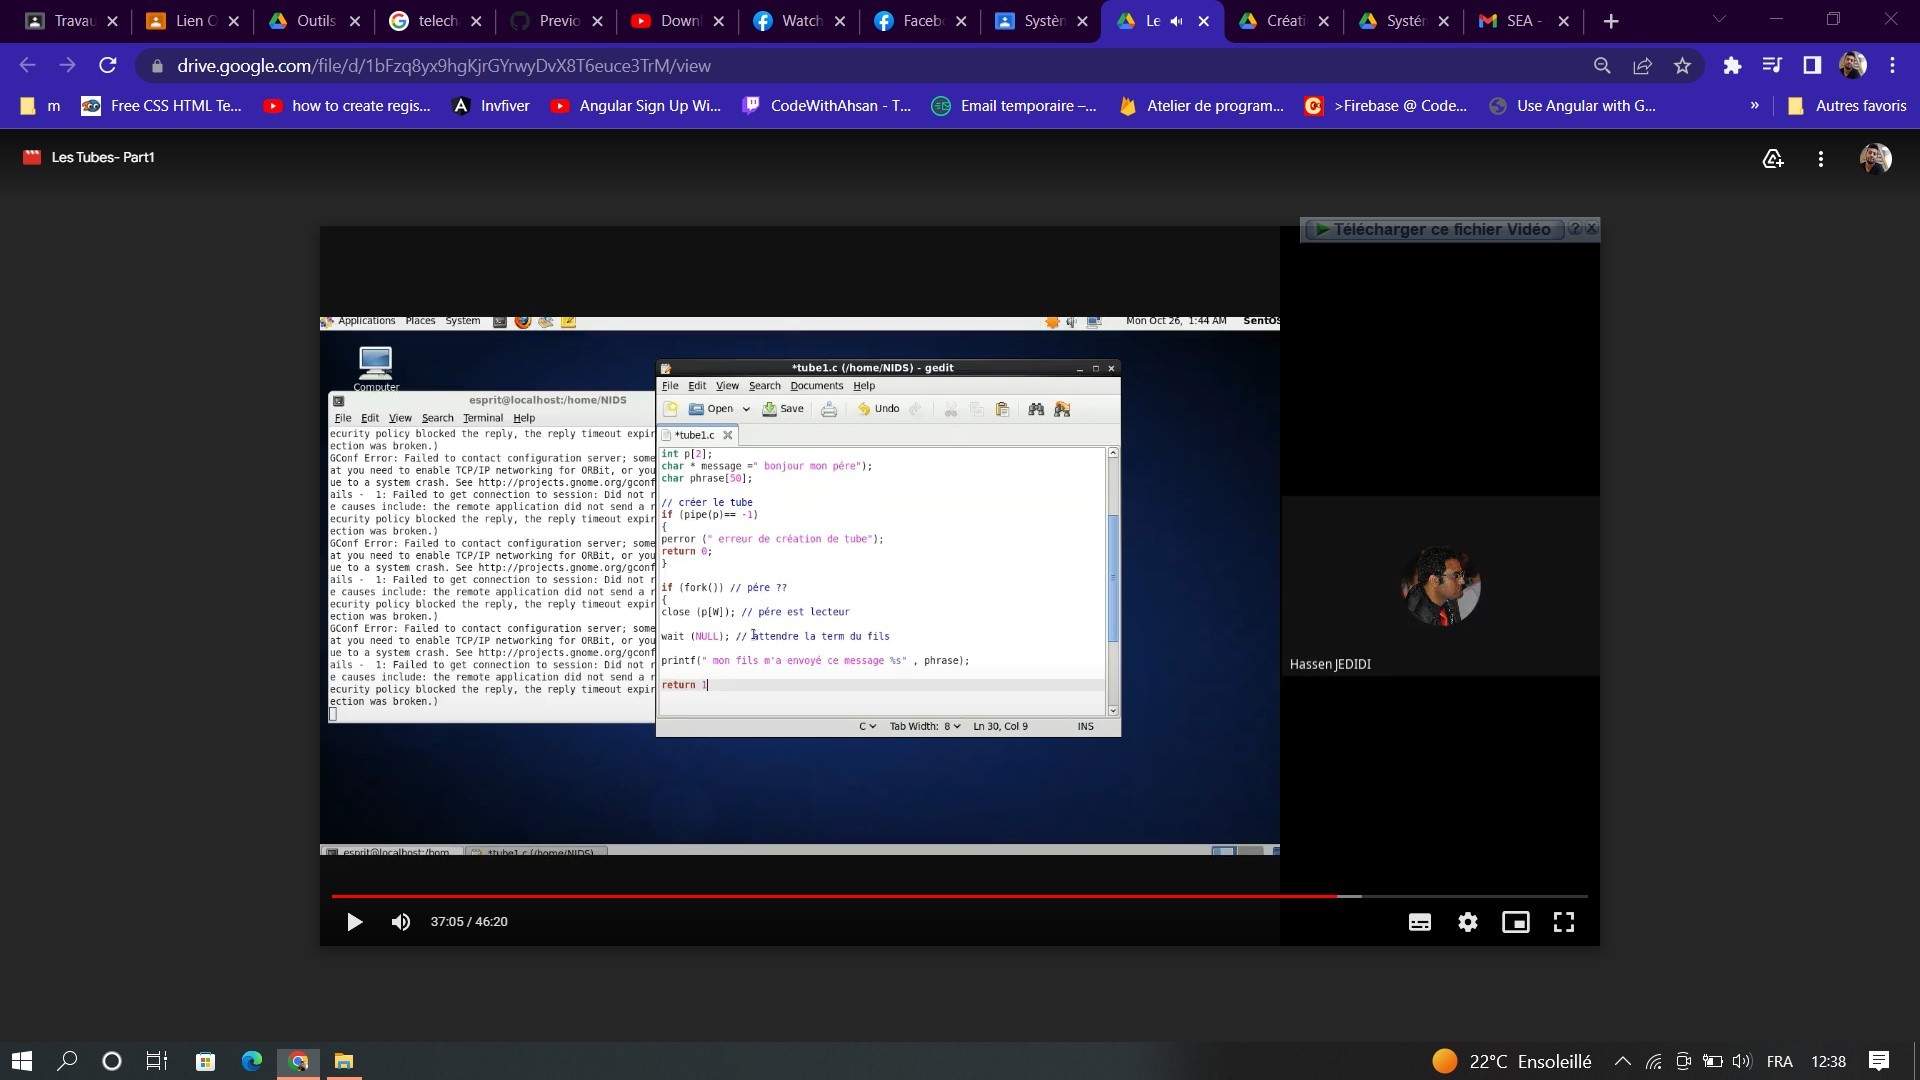 Travau
Lien O
Outils
telech
Previo
Downl
Watch
Faceb
Systèn
Le
Créati
Systén
SEA -
drive.google.com/file/d/1bFzq8yx9hgKjrGYrwyDvX8T6euce3TrM/view
m
Free CSS HTML Te...
how to create regis...
Invfiver
Angular Sign Up Wi...
CodeWithAhsan - T...
Email temporaire –...
Atelier de program...
>Firebase @ Code...
Use Angular with G...
»
Autres favoris
Les Tubes- Part1
Télécharger ce fichier Vidéo
Applications Places System
Mon Oct 26, 1:44 AM
SentOS
Computer
esprit@localhost:/home/NIDS
File Edit View Search Terminal Help
ecurity policy blocked the reply, the reply timeout expir
ection was broken.)
GConf Error: Failed to contact configuration server; some
at you need to enable TCP/IP networking for ORBit, or you
ue to a system crash. See http://projects.gnome.org/gconf
ails - 1: Failed to get connection to session: Did not r
e causes include: the remote application did not send a r
ecurity policy blocked the reply, the reply timeout expir
ection was broken.)
GConf Error: Failed to contact configuration server; some
at you need to enable TCP/IP networking for ORBit, or you
ue to a system crash. See http://projects.gnome.org/gconf
ails - 1: Failed to get connection to session: Did not r
e causes include: the remote application did not send a r
ecurity policy blocked the reply, the reply timeout expir
ection was broken.)
GConf Error: Failed to contact configuration server; some
at you need to enable TCP/IP networking for ORBit, or you
ue to a system crash. See http://projects.gnome.org/gconf
ails - 1: Failed to get connection to session: Did not r
e causes include: the remote application did not send a r
ecurity policy blocked the reply, the reply timeout expir
ection was broken.)
*tube1.c (/home/NIDS) - gedit
File Edit View Search Documents Help
Open Save Undo
*tube1.c
int p[2];
char * message =" bonjour mon pére");
char phrase[50];
// créer le tube
if (pipe(p)== -1)
{
perror (" erreur de création de tube");
return 0;
}
if (fork()) // pére ??
{
close (p[W]); // pére est lecteur
wait (NULL); // attendre la term du fils
printf(" mon fils m'a envoyé ce message %s" , phrase);
return 1
C Tab Width: 8 Ln 30, Col 9 INS
Hassen JEDIDI
esprit@localhost:/hom
*tube1.c (/home/NIDS)
37:05 / 46:20
22°C Ensoleillé
FRA
12:38